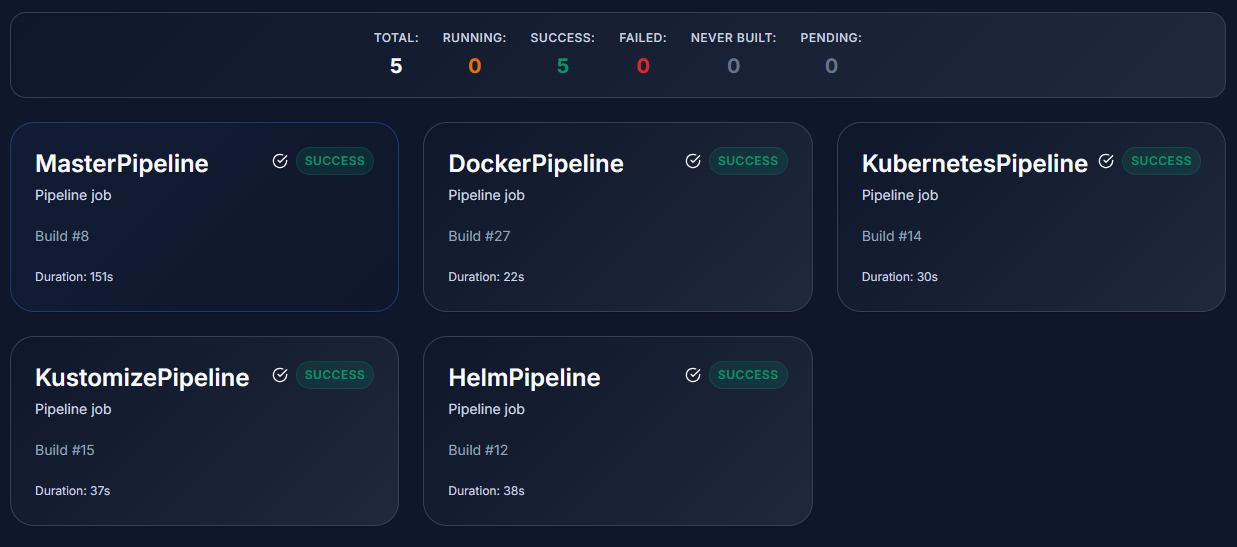 TOTAL: RUNNING: SUCCESS: FAILED: NEVER BUILT: PENDING:
5 0 5 0 0 0
MasterPipeline SUCCESS
Pipeline job
Build #8
Duration: 151s
DockerPipeline SUCCESS
Pipeline job
Build #27
Duration: 22s
KubernetesPipeline SUCCESS
Pipeline job
Build #14
Duration: 30s
KustomizePipeline SUCCESS
Pipeline job
Build #15
Duration: 37s
HelmPipeline SUCCESS
Pipeline job
Build #12
Duration: 38s